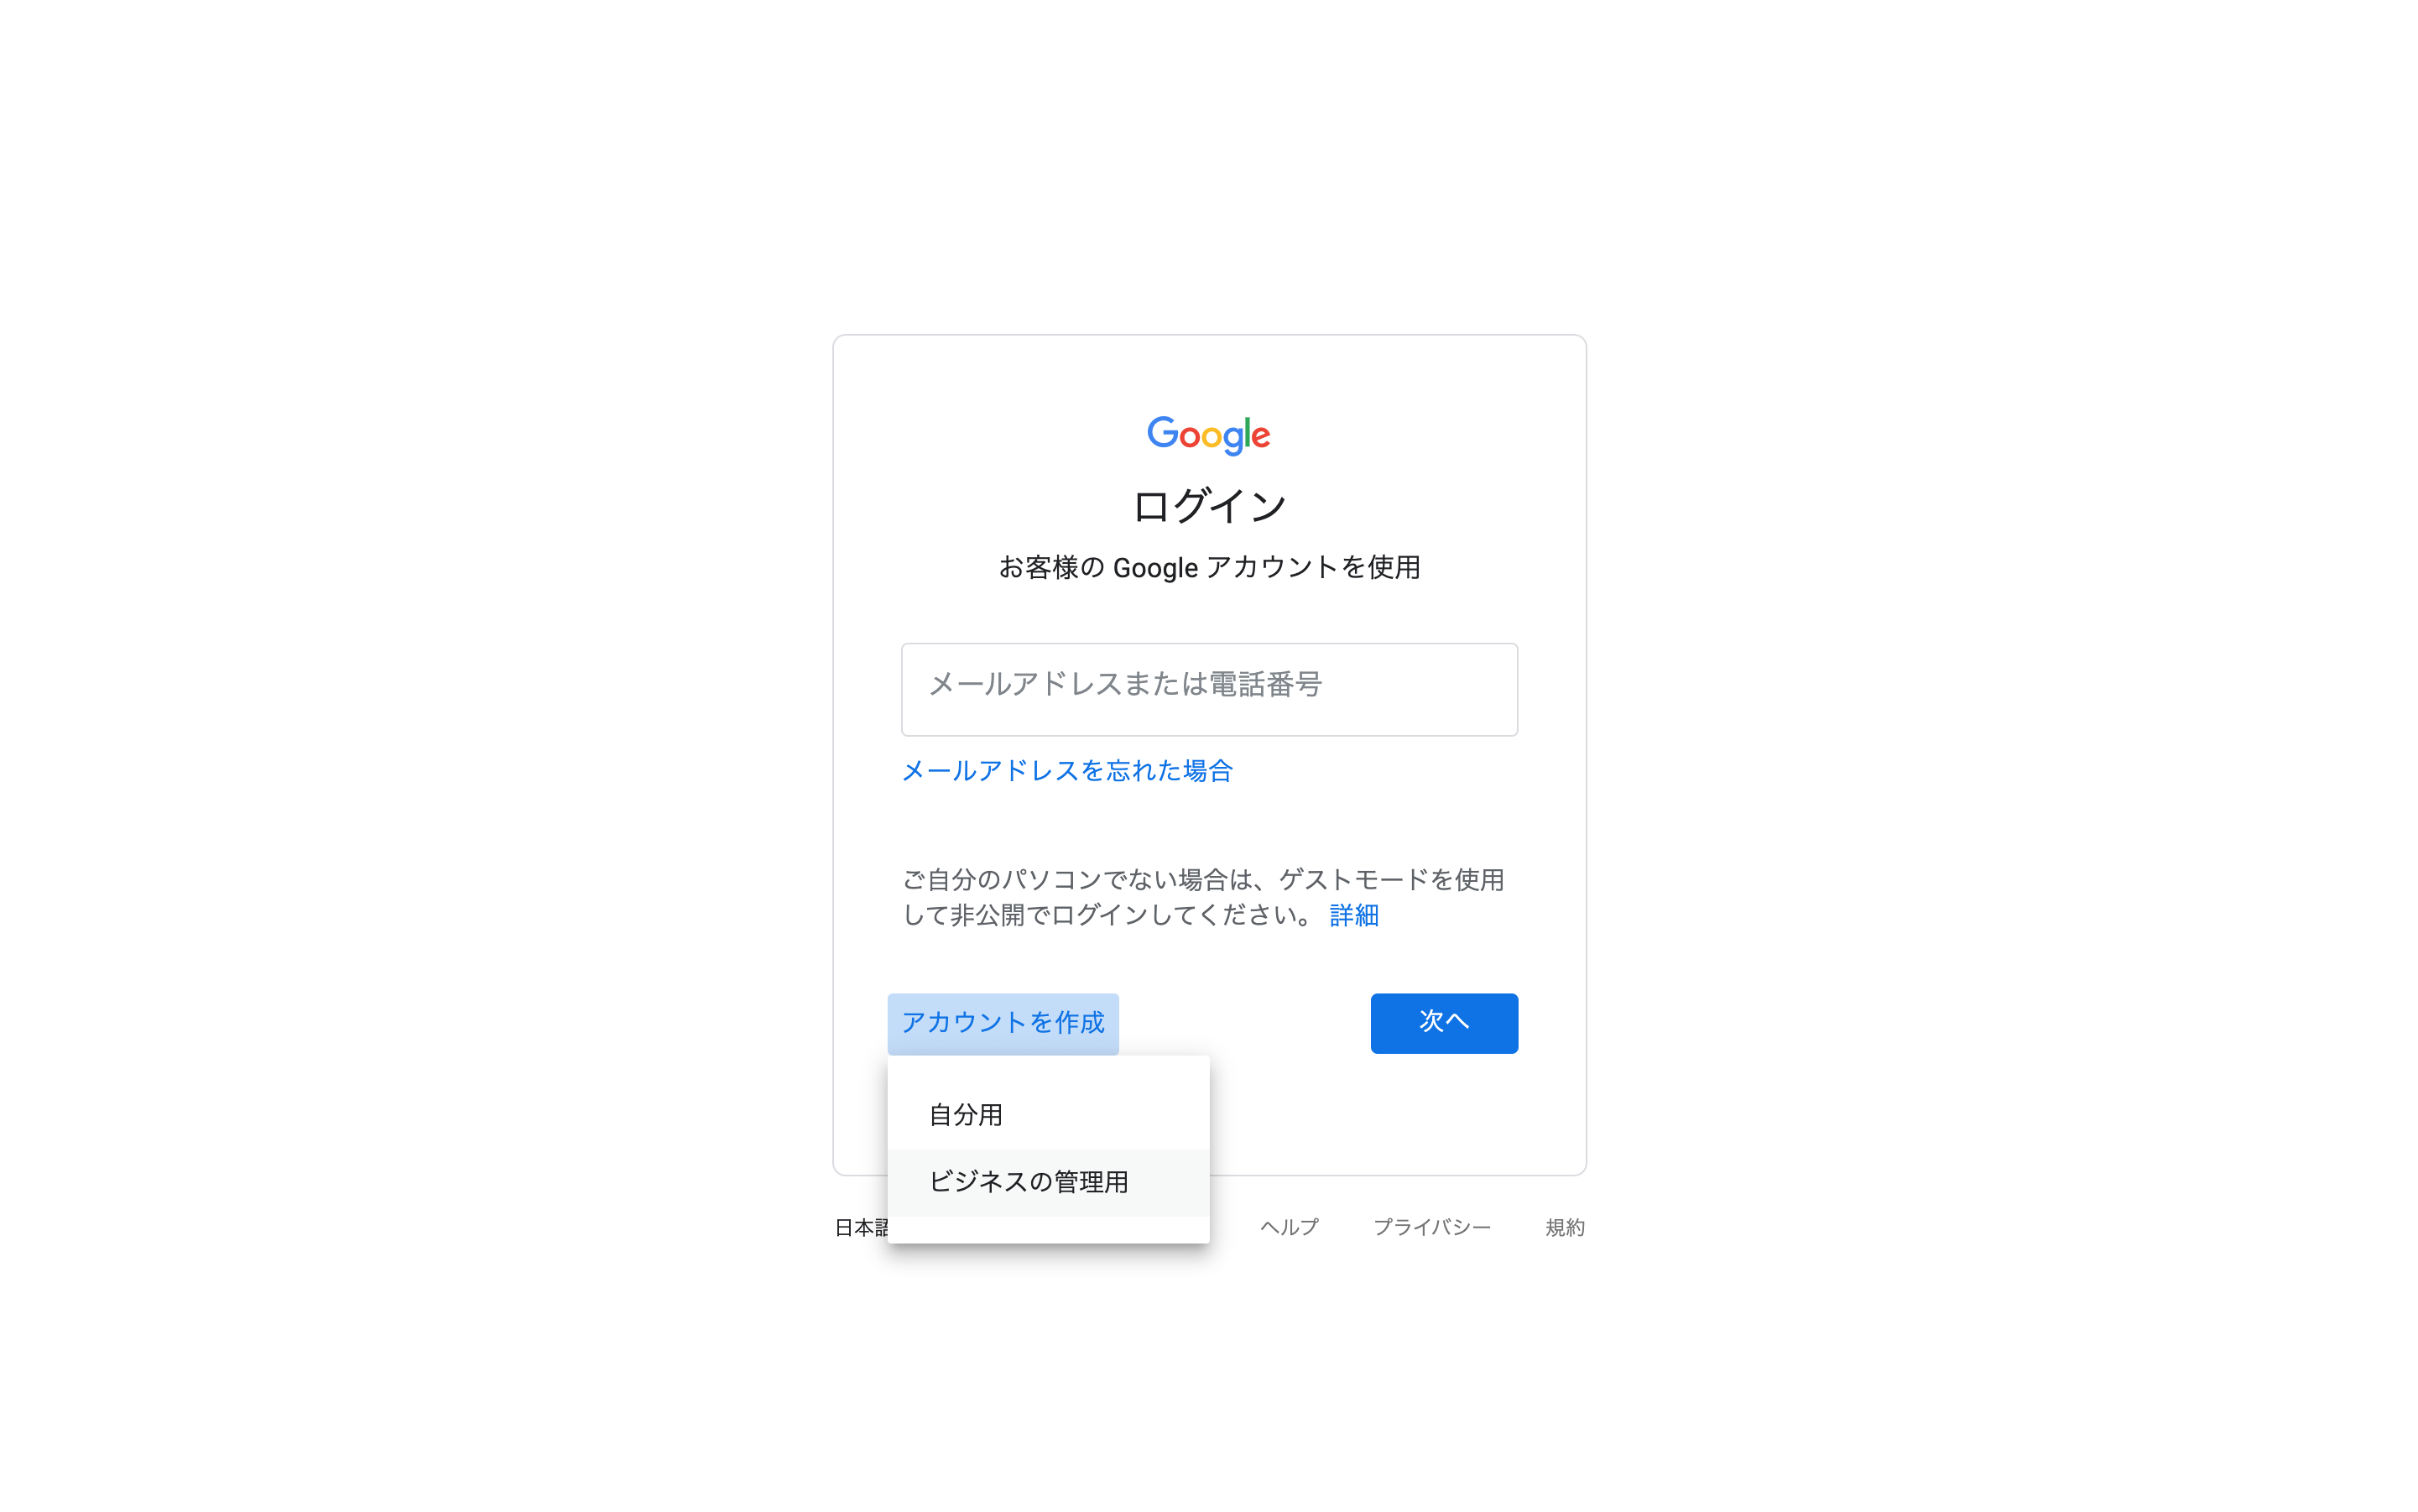 Google
ログイン
お客様の Google アカウントを使用
メールアドレスまたは電話番号
メールアドレスを忘れた場合
ご自分のパソコンでない場合は、ゲストモードを使用
して非公開でログインしてください。 詳細
アカウントを作成
次へ
自分用
ビジネスの管理用
日本語
ヘルプ
プライバシー
規約